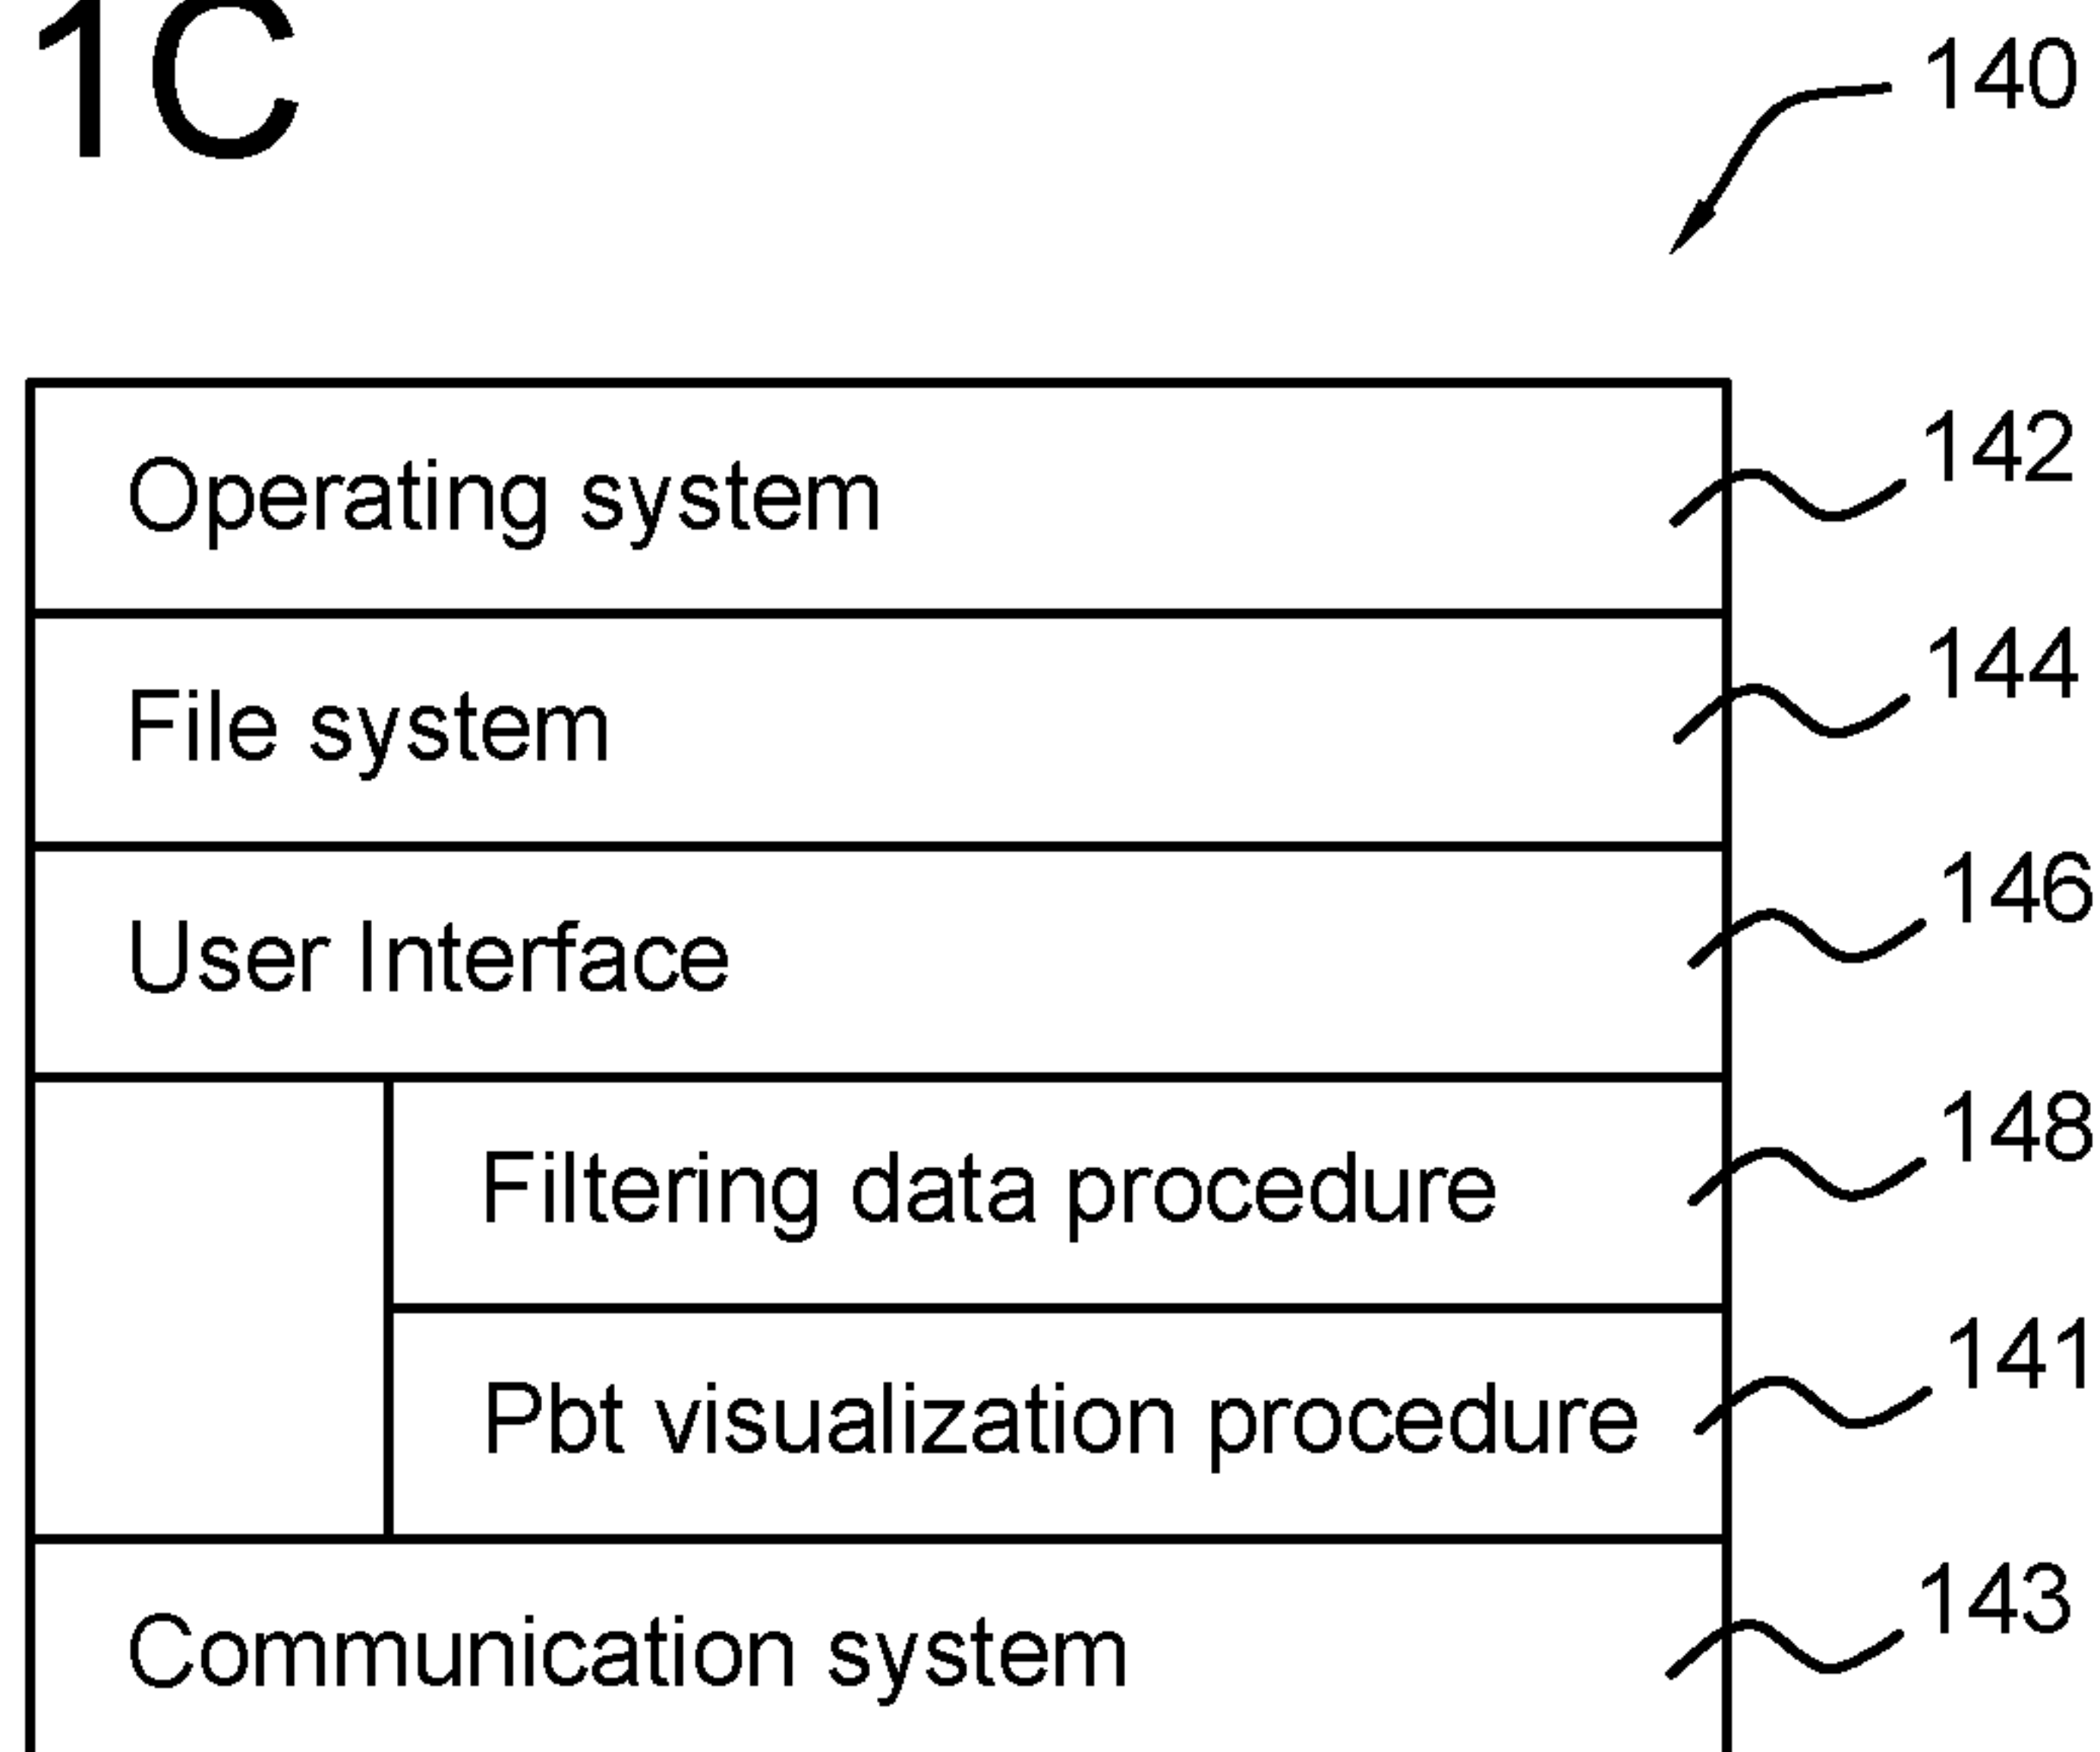 1C
140
Operating system 142
File system 144
User Interface 146
Filtering data procedure 148
Pbt visualization procedure 141
Communication system 143